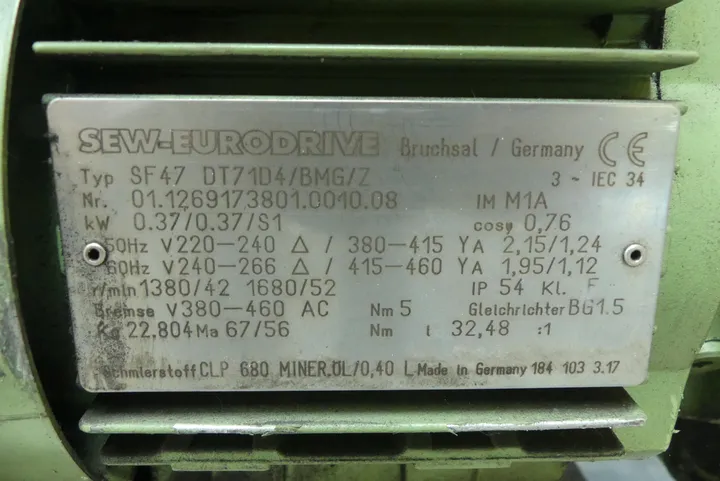 SEW-EURODRIVE Bruchsal / Germany CE
Typ SF47 DT71D4/BMG/Z 3 ~ IEC 34
Nr. 01.1269173801.0010.08 IM M1A
kW 0.37/0.37/S1 cosφ 0,76
50Hz V220-240 Δ / 380-415 Y A 2,15/1,24
60Hz V240-266 Δ / 415-460 Y A 1,95/1,12
r/min 1380/42 1680/52 IP 54 Kl. F
Bremse V380-460 AC Nm 5 Gleichrichter BG1.5
Kg 22.804 Ma 67/56 Nm i 32,48 :1
Schmierstoff CLP 680 MINER.ÖL/0,40 L Made in Germany 184 103 3.17